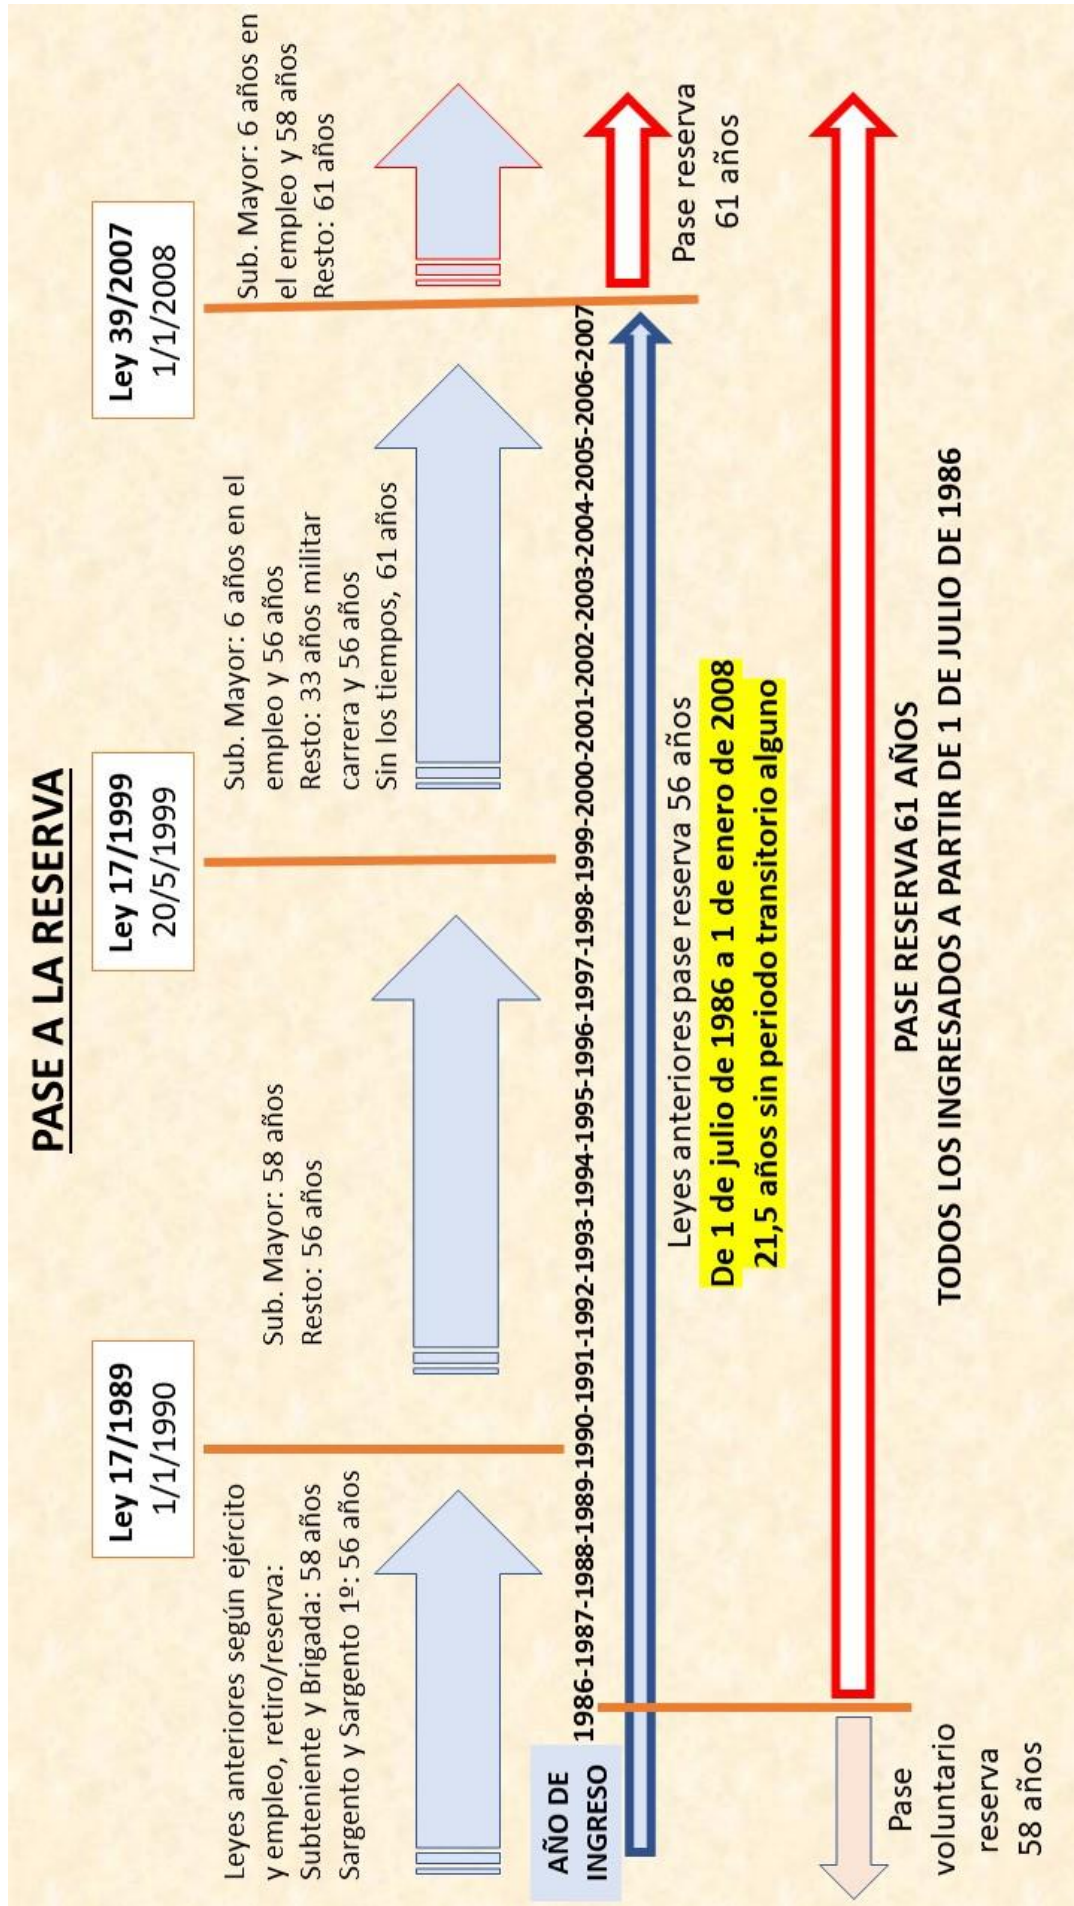 PASE A LA RESERVA
Ley 17/1989
1/1/1990
Ley 17/1999
20/5/1999
Ley 39/2007
1/1/2008
Leyes anteriores según ejército
y empleo, retiro/reserva:
Subteniente y Brigada: 58 años
Sargento y Sargento 1º: 56 años
Sub. Mayor: 58 años
Resto: 56 años
Sub. Mayor: 6 años en el
empleo y 56 años
Resto: 33 años militar
carrera y 56 años
Sin los tiempos, 61 años
Sub. Mayor: 6 años en
el empleo y 58 años
Resto: 61 años
AÑO DE
INGRESO
1986-1987-1988-1989-1990-1991-1992-1993-1994-1995-1996-1997-1998-1999-2000-2001-2002-2003-2004-2005-2006-2007
Leyes anteriores pase reserva 56 años
De 1 de julio de 1986 a 1 de enero de 2008
21,5 años sin periodo transitorio alguno
Pase reserva
61 años
Pase
voluntario
reserva
58 años
PASE RESERVA 61 AÑOS
TODOS LOS INGRESADOS A PARTIR DE 1 DE JULIO DE 1986